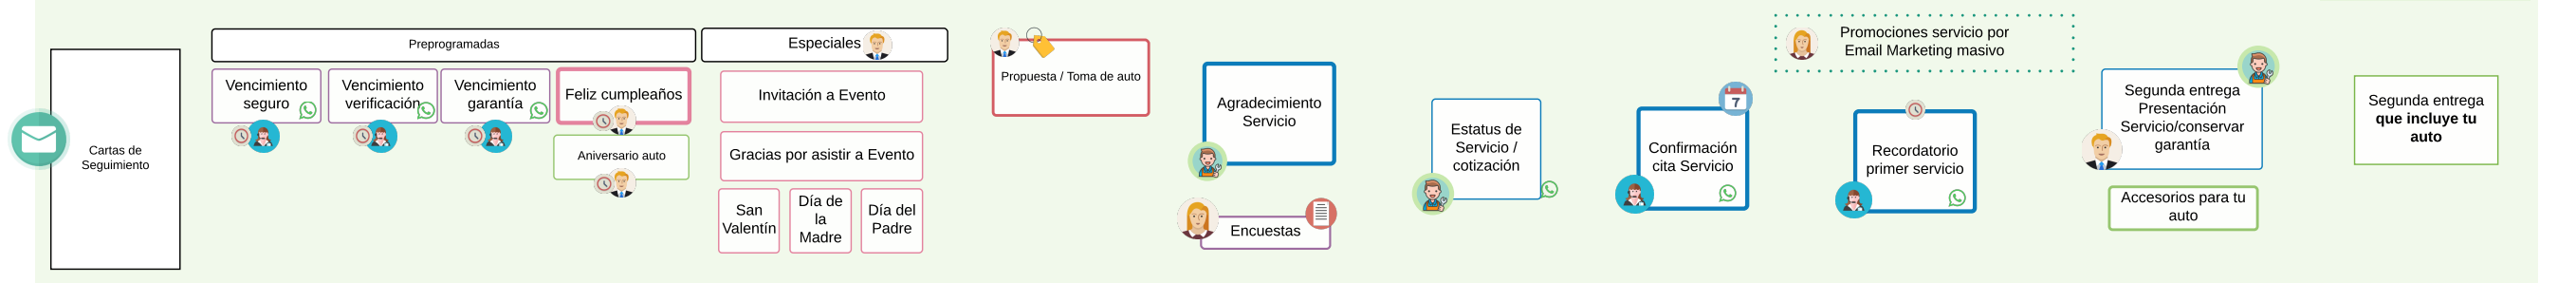 Cartas de
Seguimiento
Preprogramadas
Vencimiento
seguro
Vencimiento
verificación
Vencimiento
garantía
Feliz cumpleaños
Aniversario auto
Especiales
Invitación a Evento
Gracias por asistir a Evento
San
Valentín
Día de
la
Madre
Día del
Padre
Propuesta / Toma de auto
Agradecimiento
Servicio
Encuestas
Estatus de
Servicio /
cotización
7
Confirmación
cita Servicio
Promociones servicio por
Email Marketing masivo
Recordatorio
primer servicio
Segunda entrega
Presentación
Servicio/conservar
garantía
Accesorios para tu
auto
Segunda entrega
que incluye tu
auto